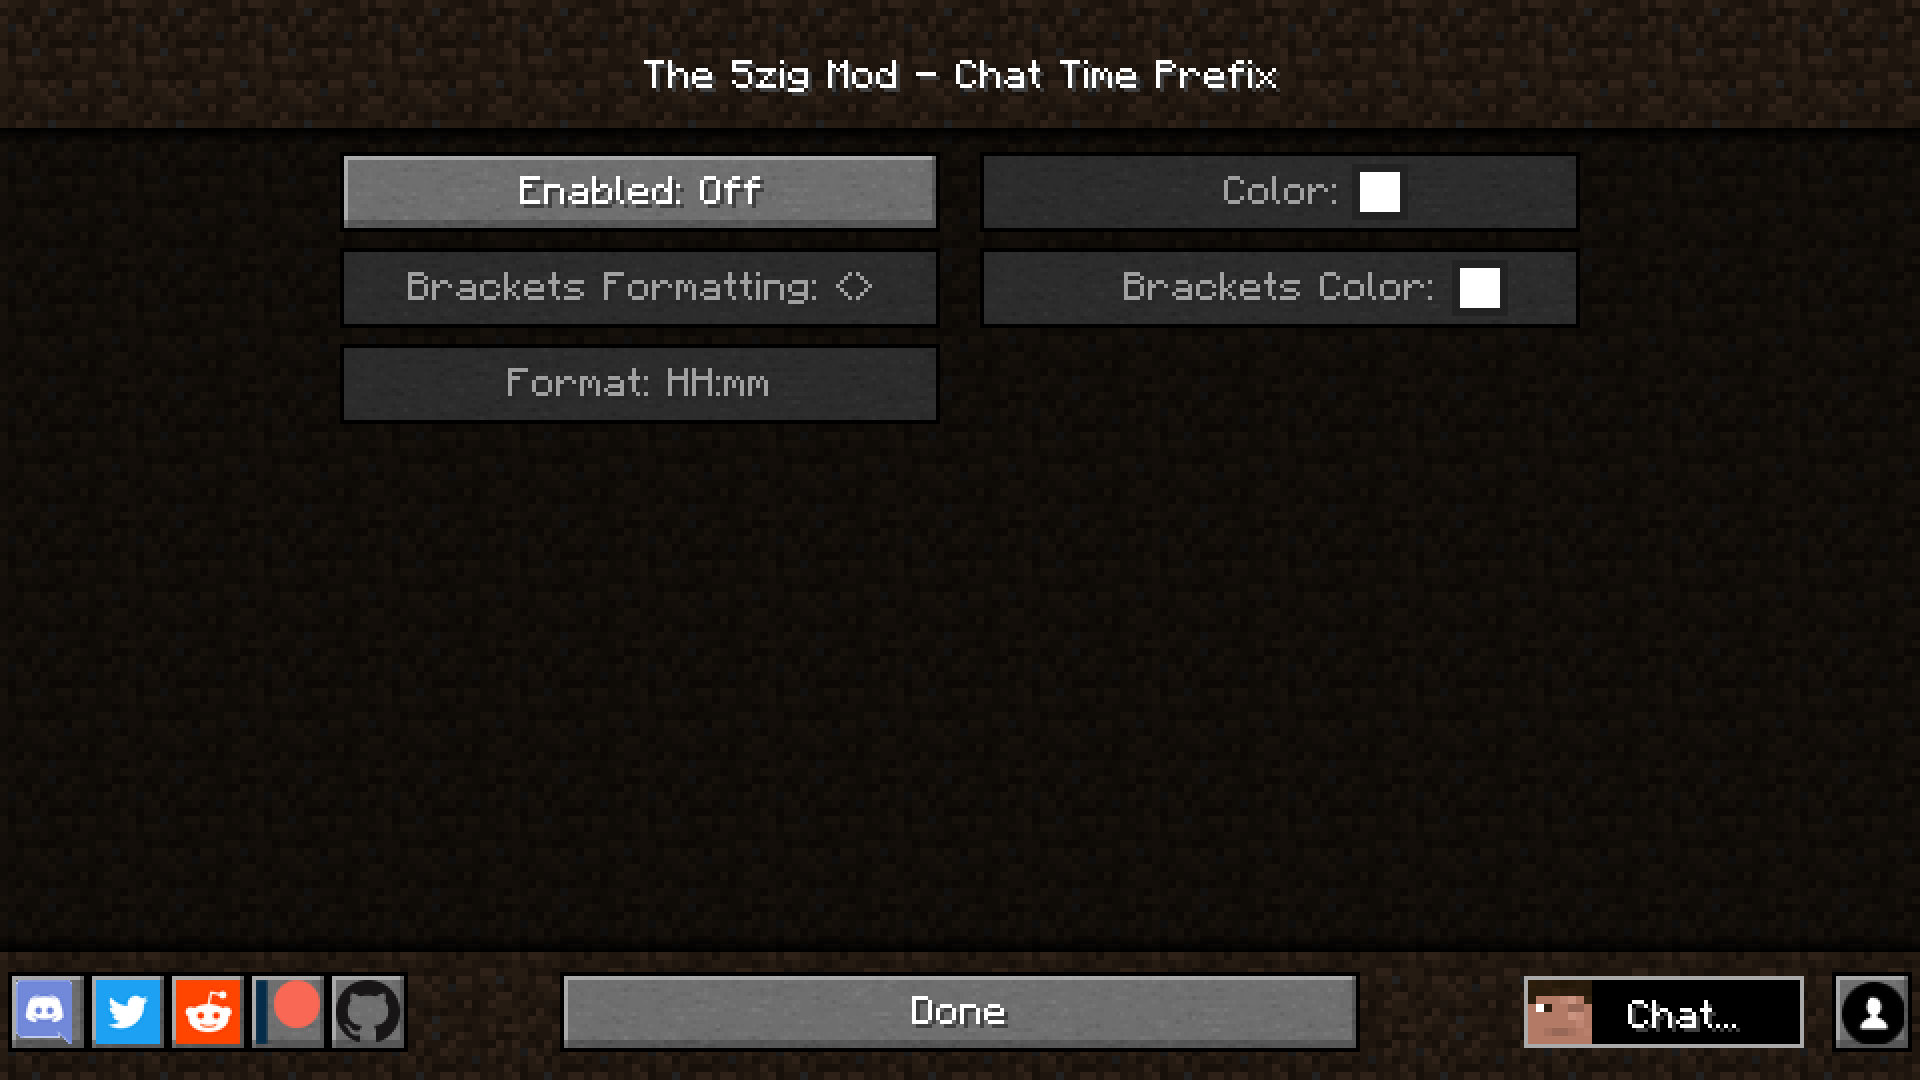 The 5zig Mod - Chat Time Prefix
Enabled: Off
Color:
Brackets Formatting: <>
Brackets Color:
Format: HH:mm
Done
Chat...